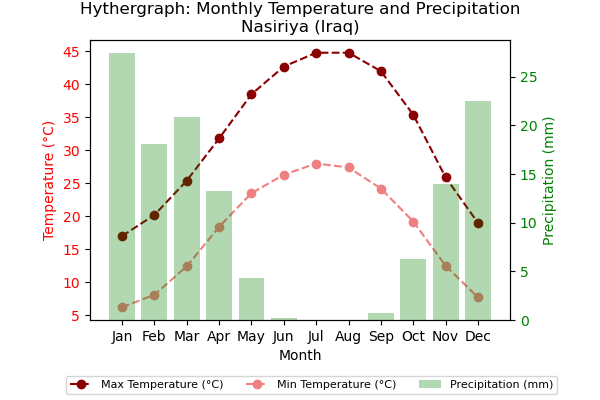 Hythergraph: Monthly Temperature and Precipitation
Nasiriya (Iraq)
Temperature (°C)
45
40
35
30
25
20
15
10
5
25
20
15
10
5
0
Precipitation (mm)
Jan Feb Mar Apr May Jun Jul Aug Sep Oct Nov Dec
Month
Max Temperature (°C) Min Temperature (°C) Precipitation (mm)